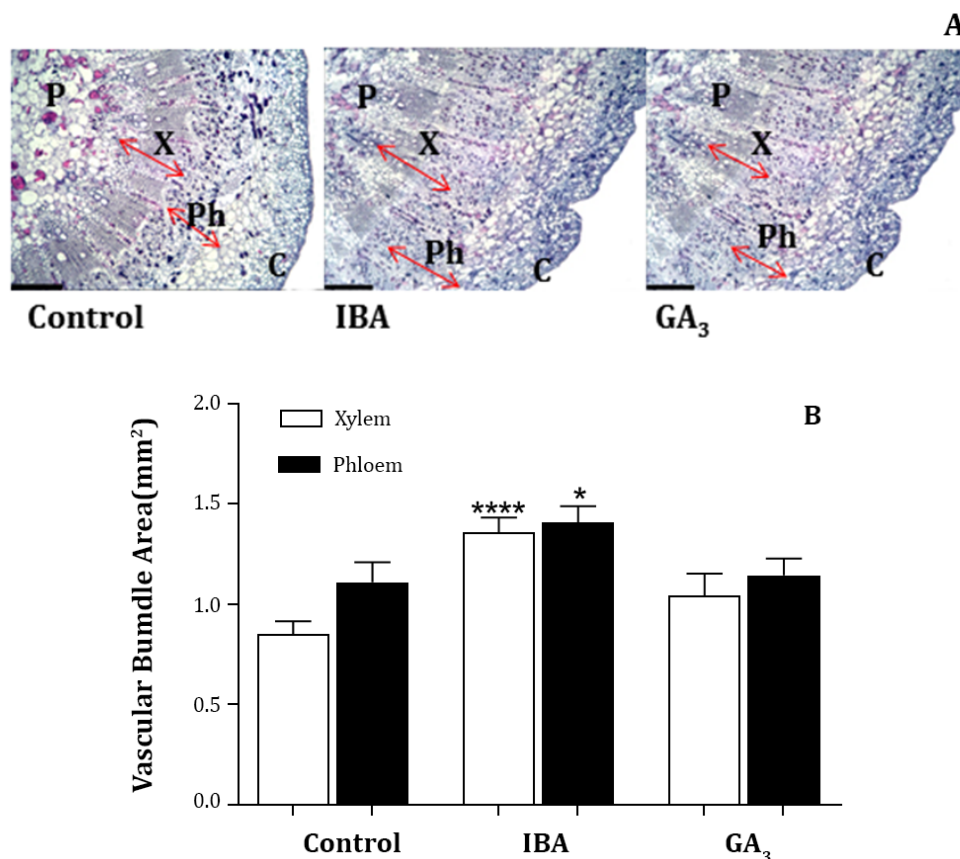 A
P
X
Ph
C
P
X
Ph
C
P
X
Ph
C
Control IBA GA₃
B
Xylem
Phloem
Vascular Bumdle Area(mm²)
2.0
1.5
1.0
0.5
0.0
**** *
Control IBA GA₃